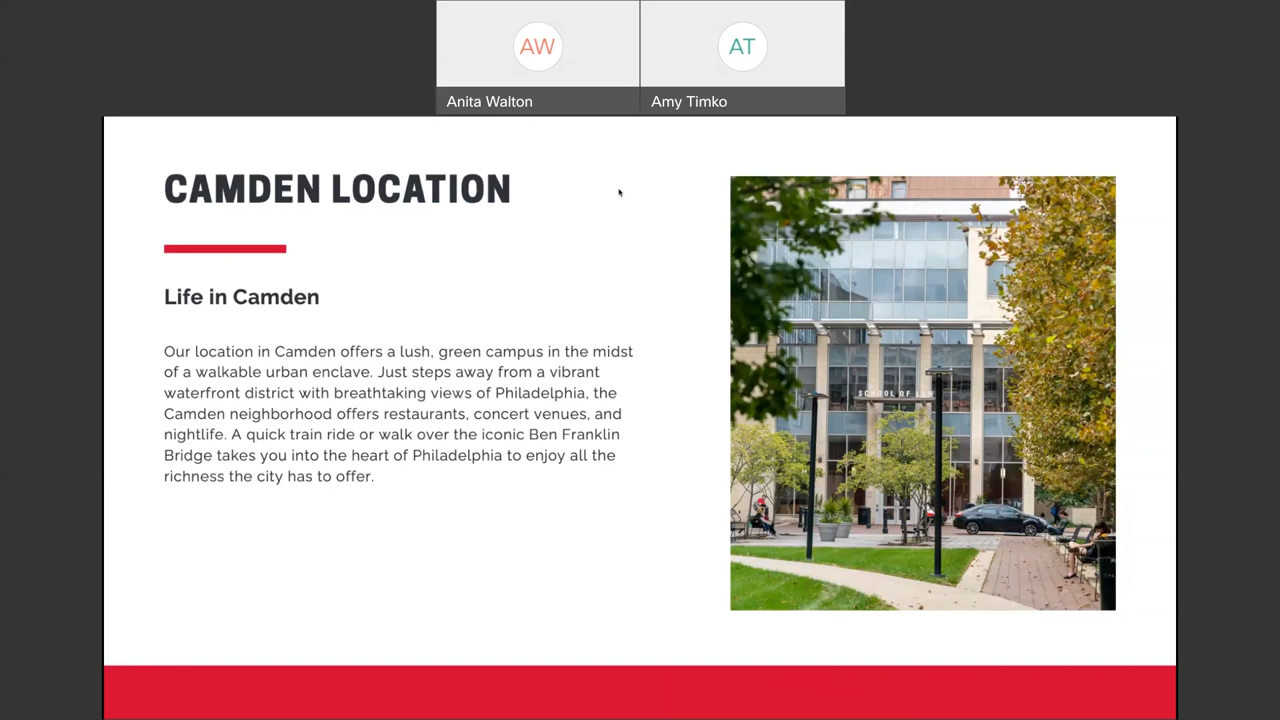 AW
AT
Anita Walton
Amy Timko
CAMDEN LOCATION
Life in Camden
Our location in Camden offers a lush, green campus in the midst
of a walkable urban enclave. Just steps away from a vibrant
waterfront district with breathtaking views of Philadelphia, the
Camden neighborhood offers restaurants, concert venues, and
nightlife. A quick train ride or walk over the iconic Ben Franklin
Bridge takes you into the heart of Philadelphia to enjoy all the
richness the city has to offer.
SCHOOL OF LAW